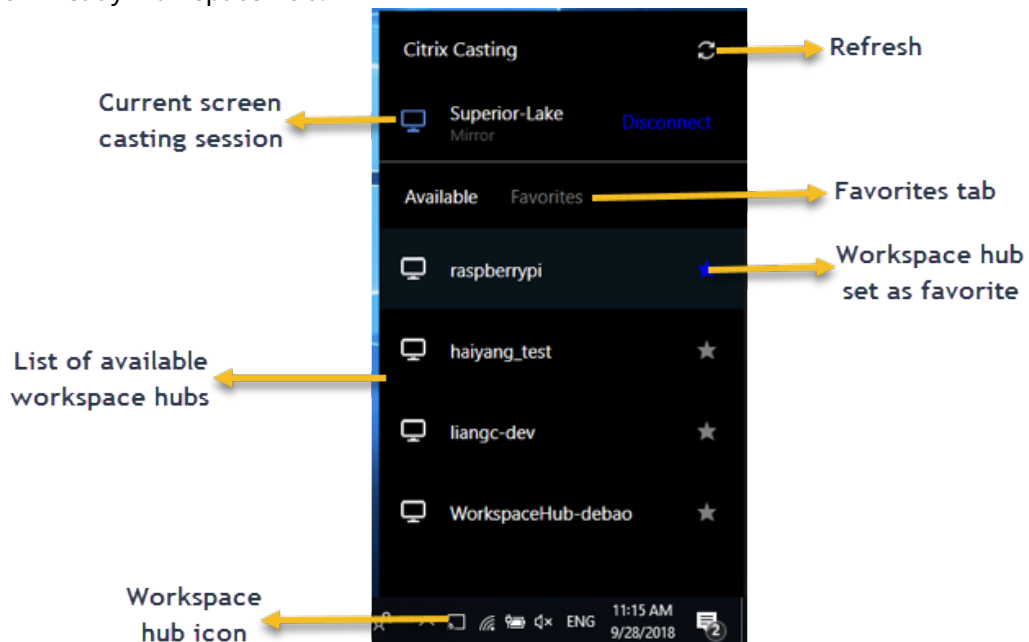 Citrix Casting
Refresh
Current screen
casting session
Superior-Lake
Mirror
Disconnect
Available
Favorites
Favorites tab
raspberrypi
Workspace hub
set as favorite
List of available
workspace hubs
haiyang_test
liangc-dev
WorkspaceHub-debao
Workspace
hub icon
ENG
11:15 AM
9/28/2018
2